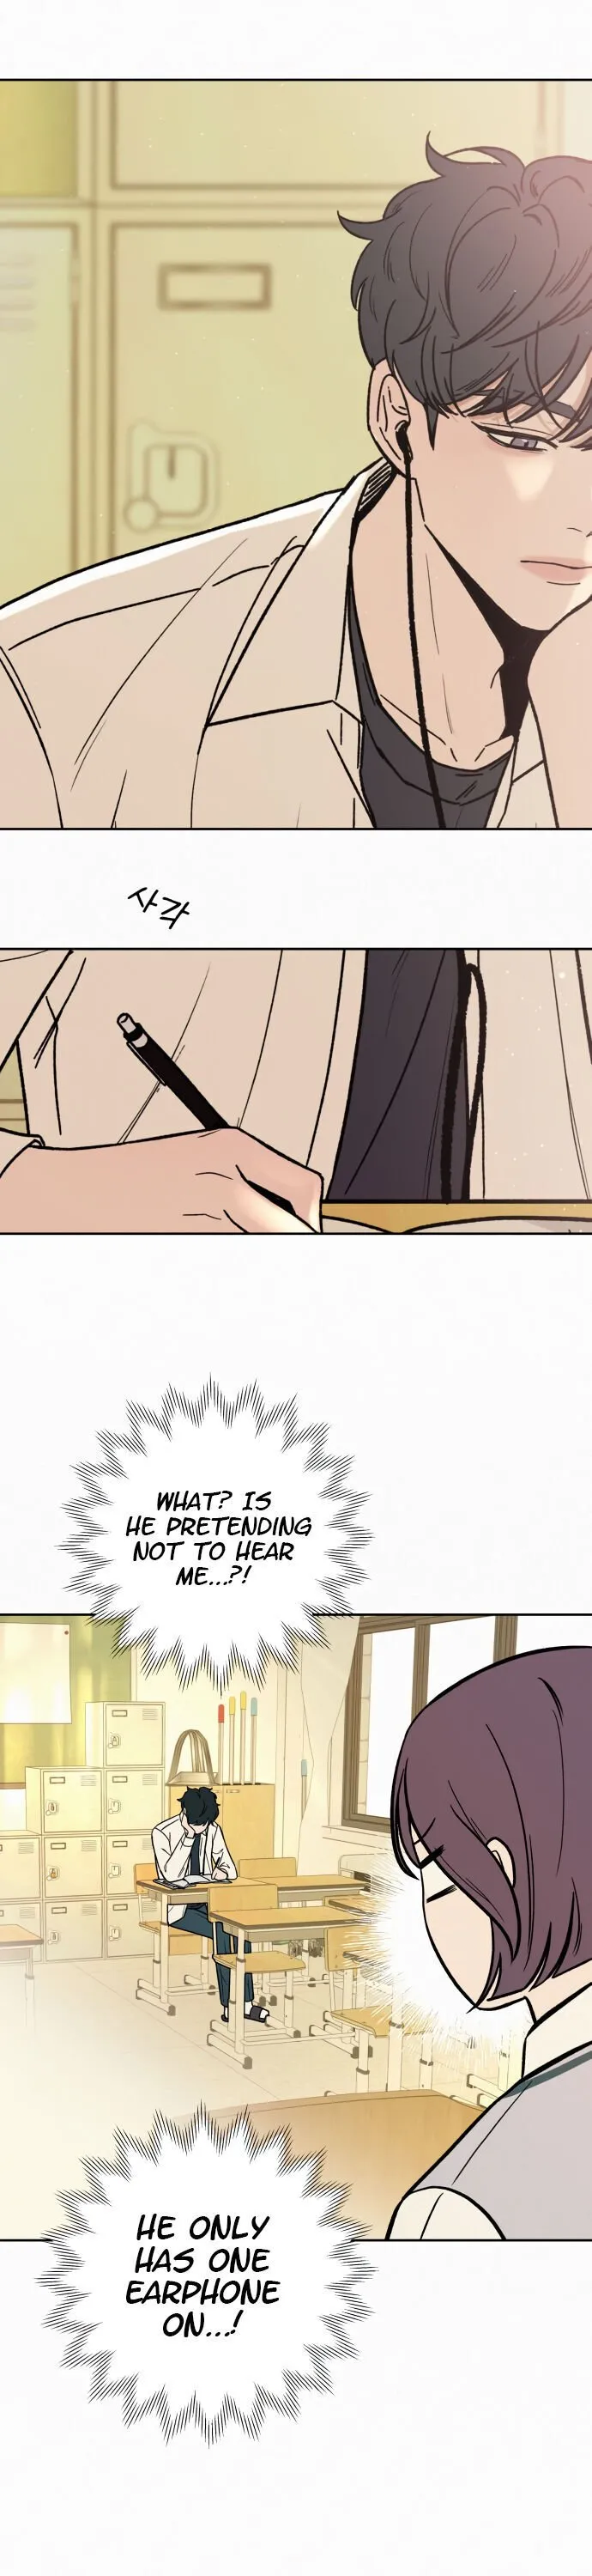 사각
WHAT? IS
HE PRETENDING
NOT TO HEAR
ME...?!
HE ONLY
HAS ONE
EARPHONE
ON...!